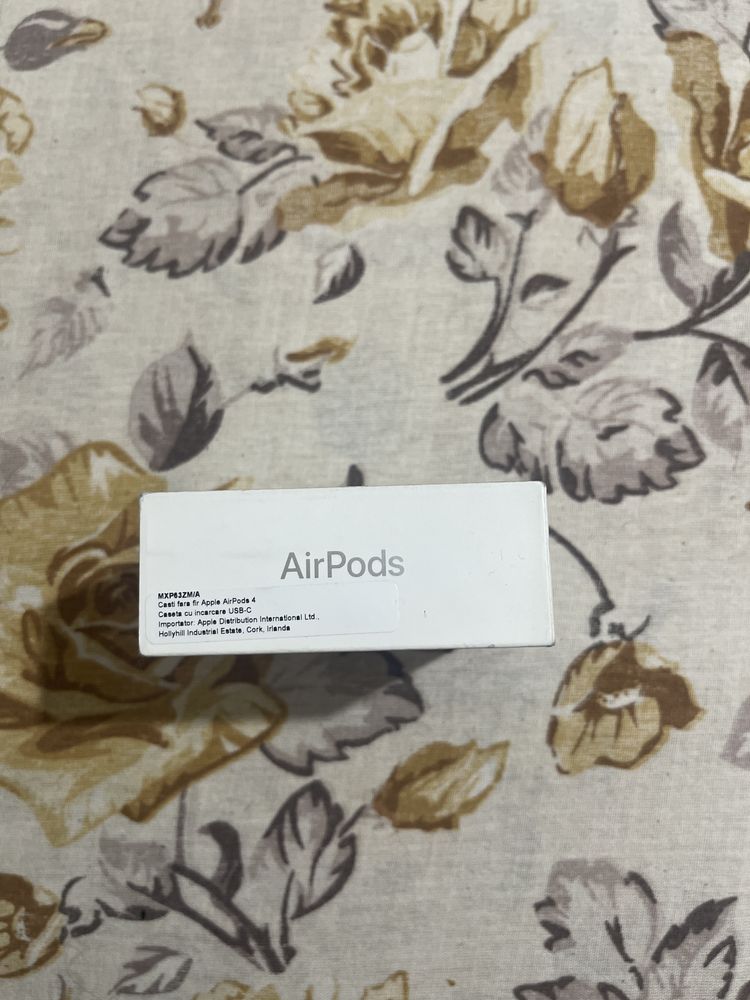 AirPods
MXP63ZM/A
Casti fara fir Apple AirPods 4
Caseta cu incarcare USB-C
Importator: Apple Distribution International Ltd.,
Hollyhill Industrial Estate, Cork, Irlanda